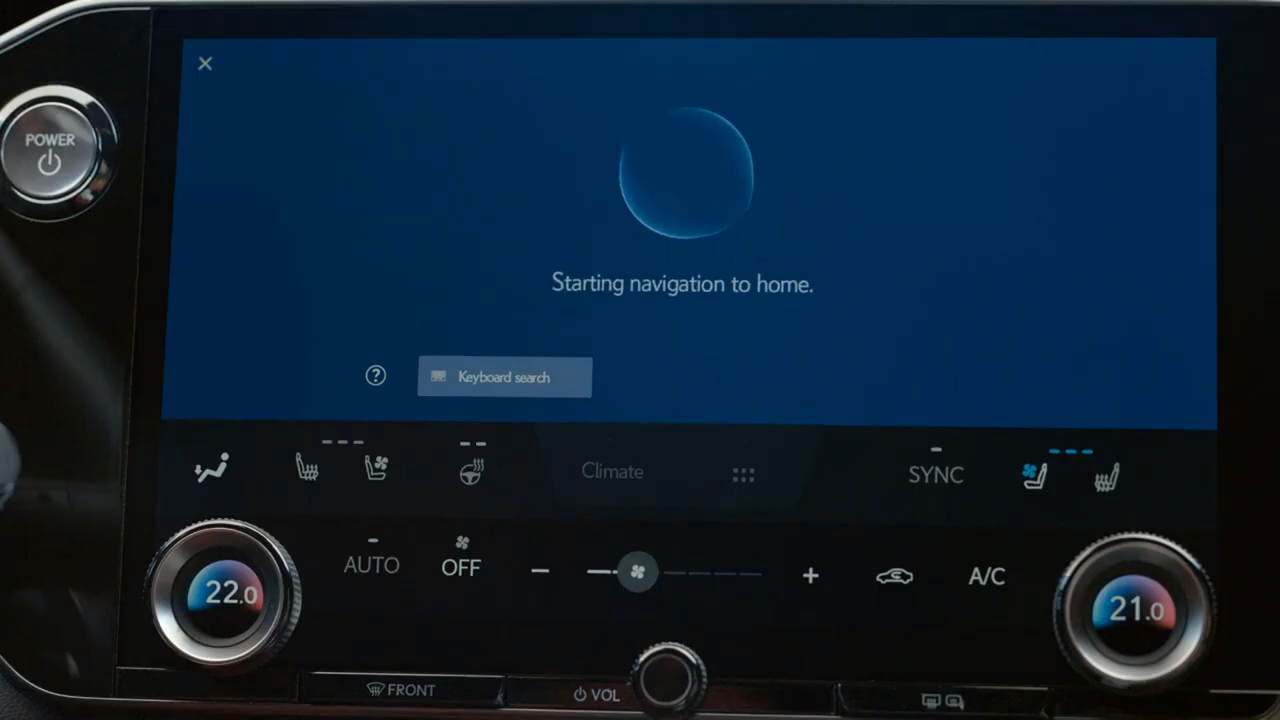 POWER
Starting navigation to home.
Keyboard search
Climate
SYNC
AUTO
OFF
A/C
22.0
21.0
FRONT
VOL